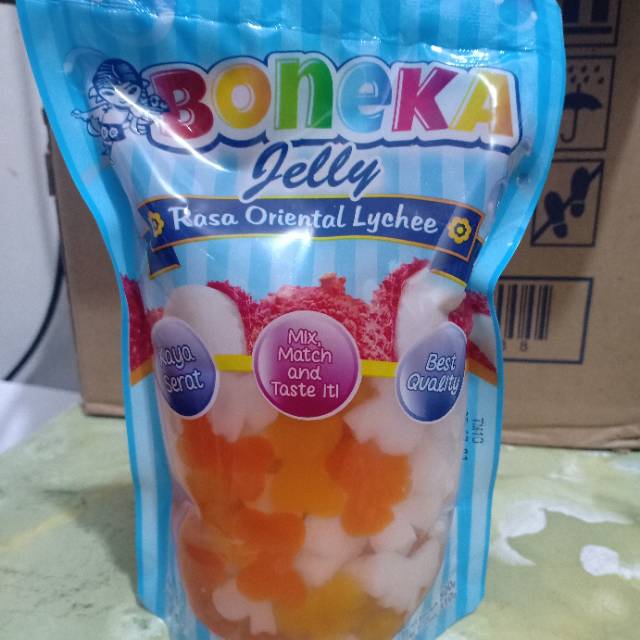 BONEKA
Jelly
Rasa Oriental Lychee
Kaya
Serat
Mix,
Match
and
Taste It!
Best
Quality